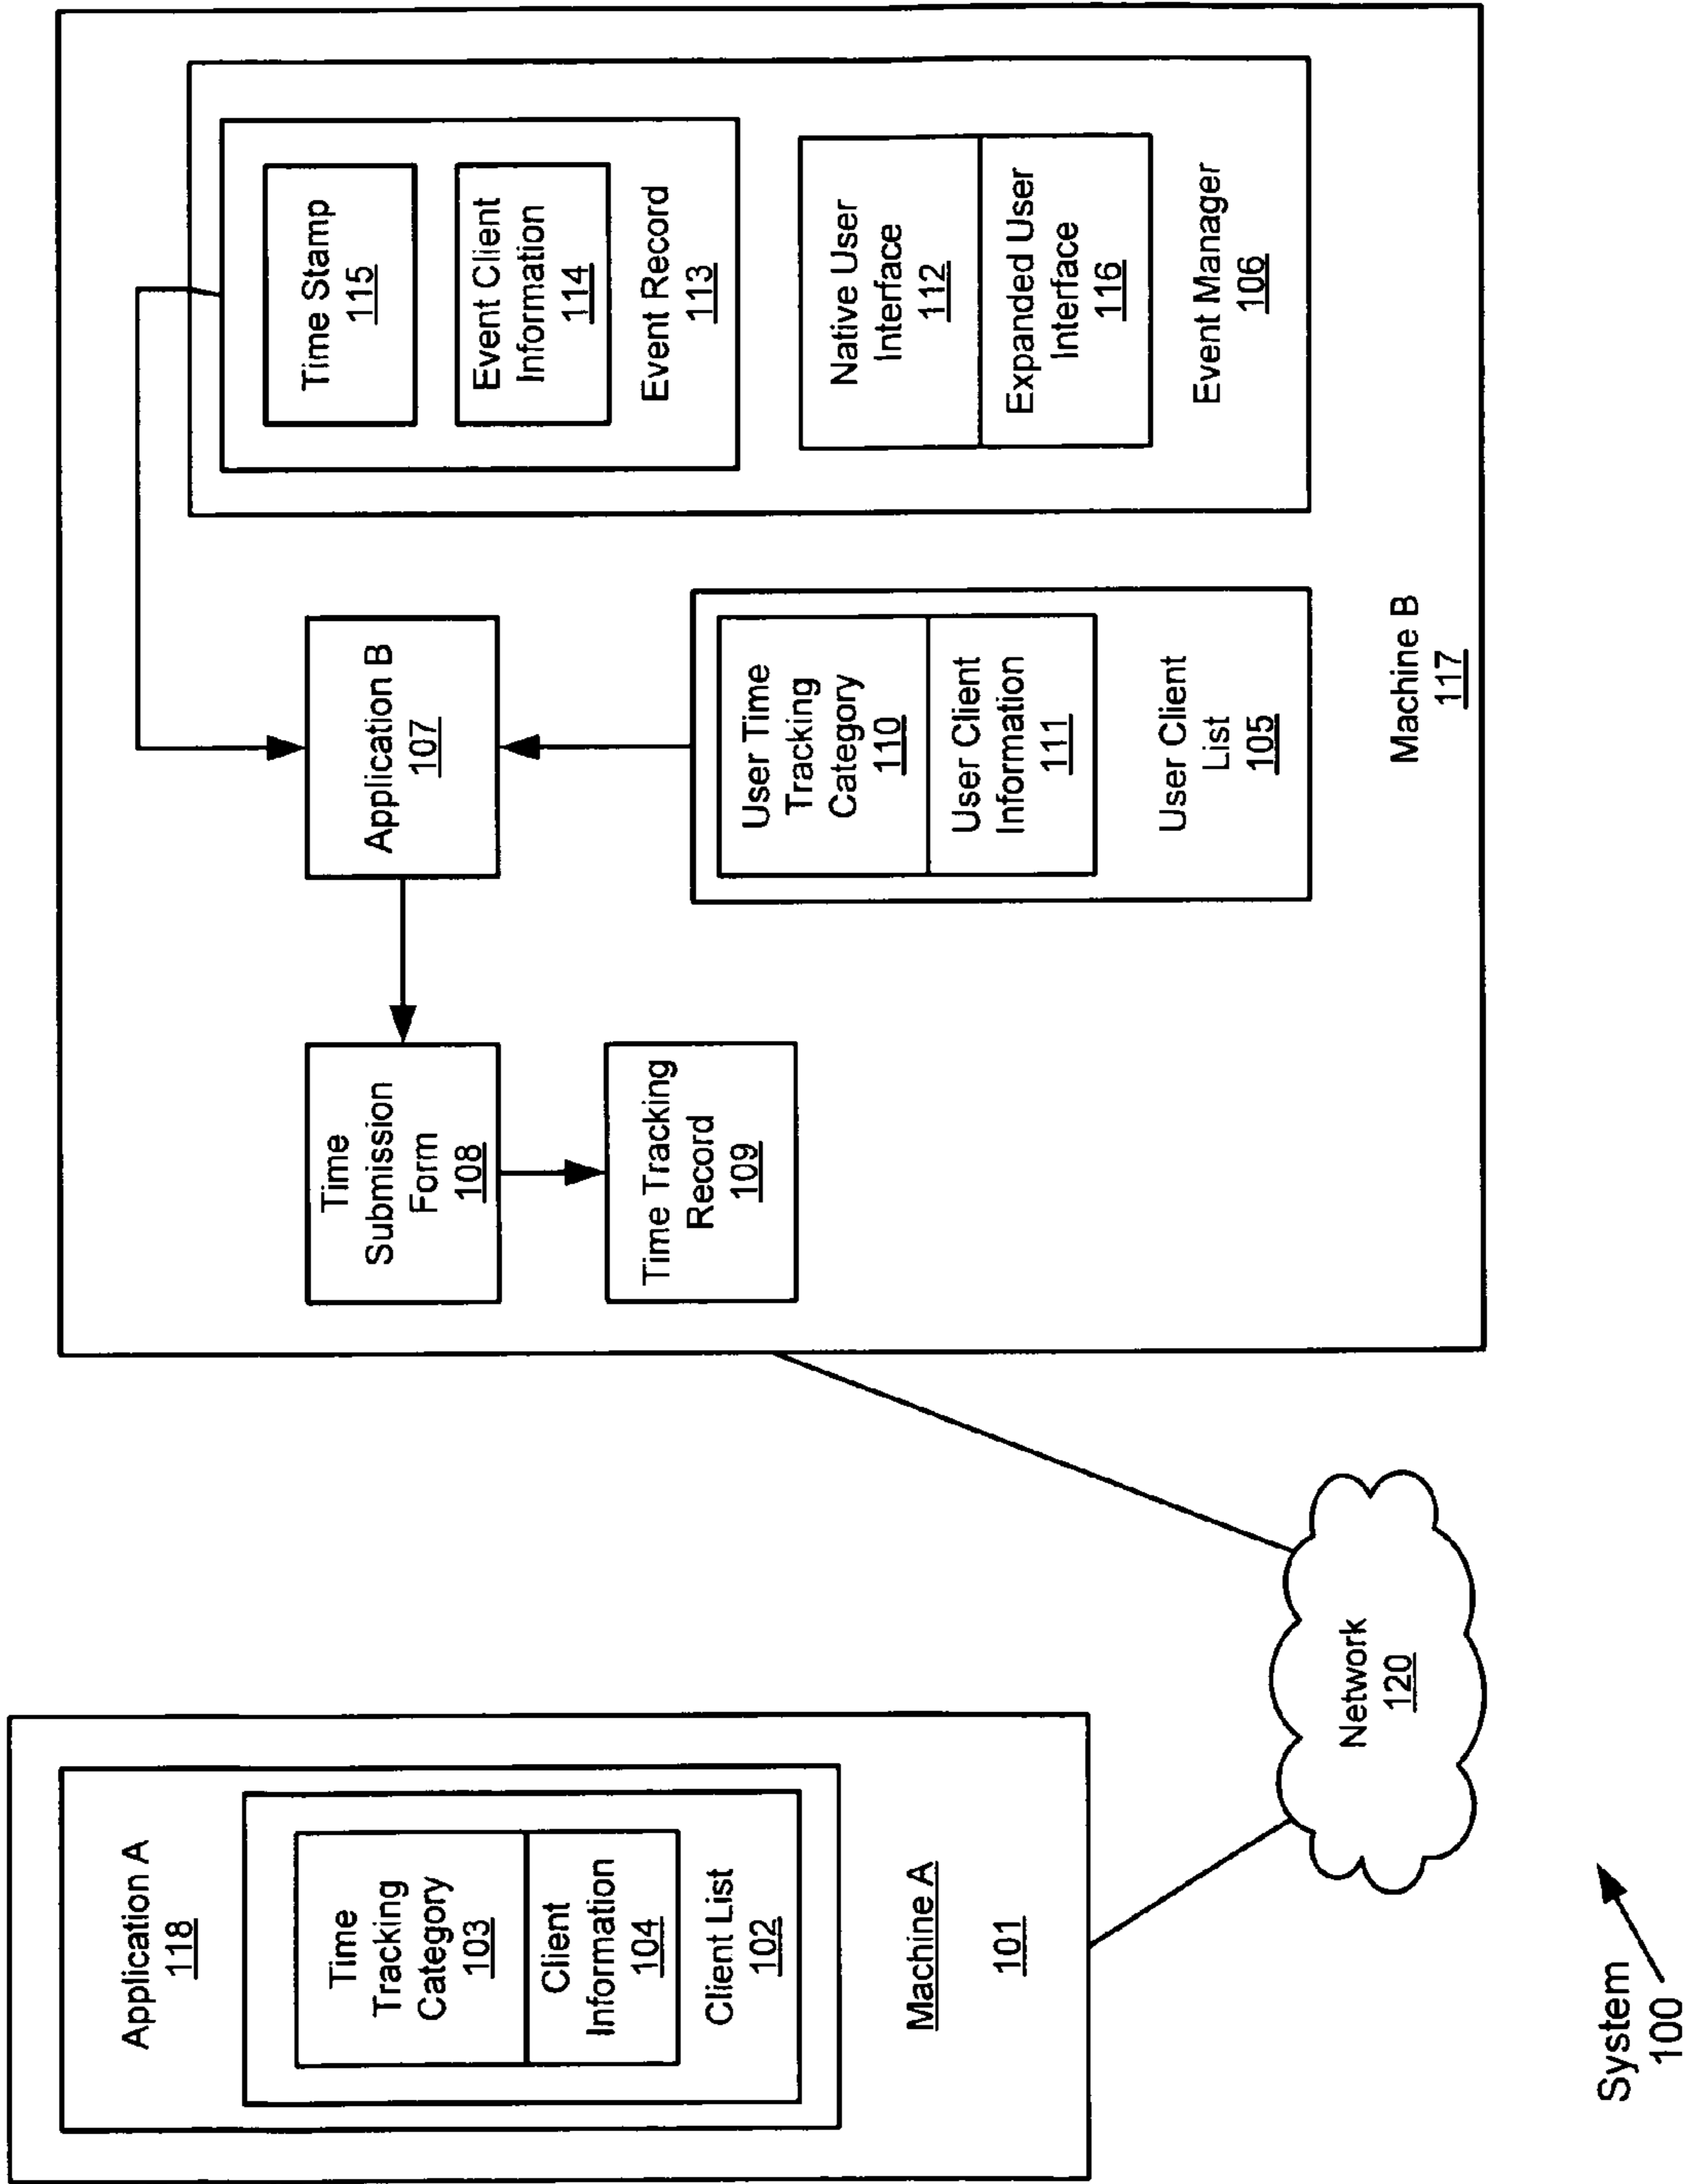 Application A
118
Time
Tracking
Category
103
Client
Information
104
Client List
102
Machine A
101
System
100
Network
120
Time
Submission
Form
108
Time Tracking
Record
109
Application B
107
User Time
Tracking
Category
110
User Client
Information
111
User Client
List
105
Time Stamp
115
Event Client
Information
114
Event Record
113
Native User
Interface
112
Expanded User
Interface
116
Event Manager
106
Machine B
117